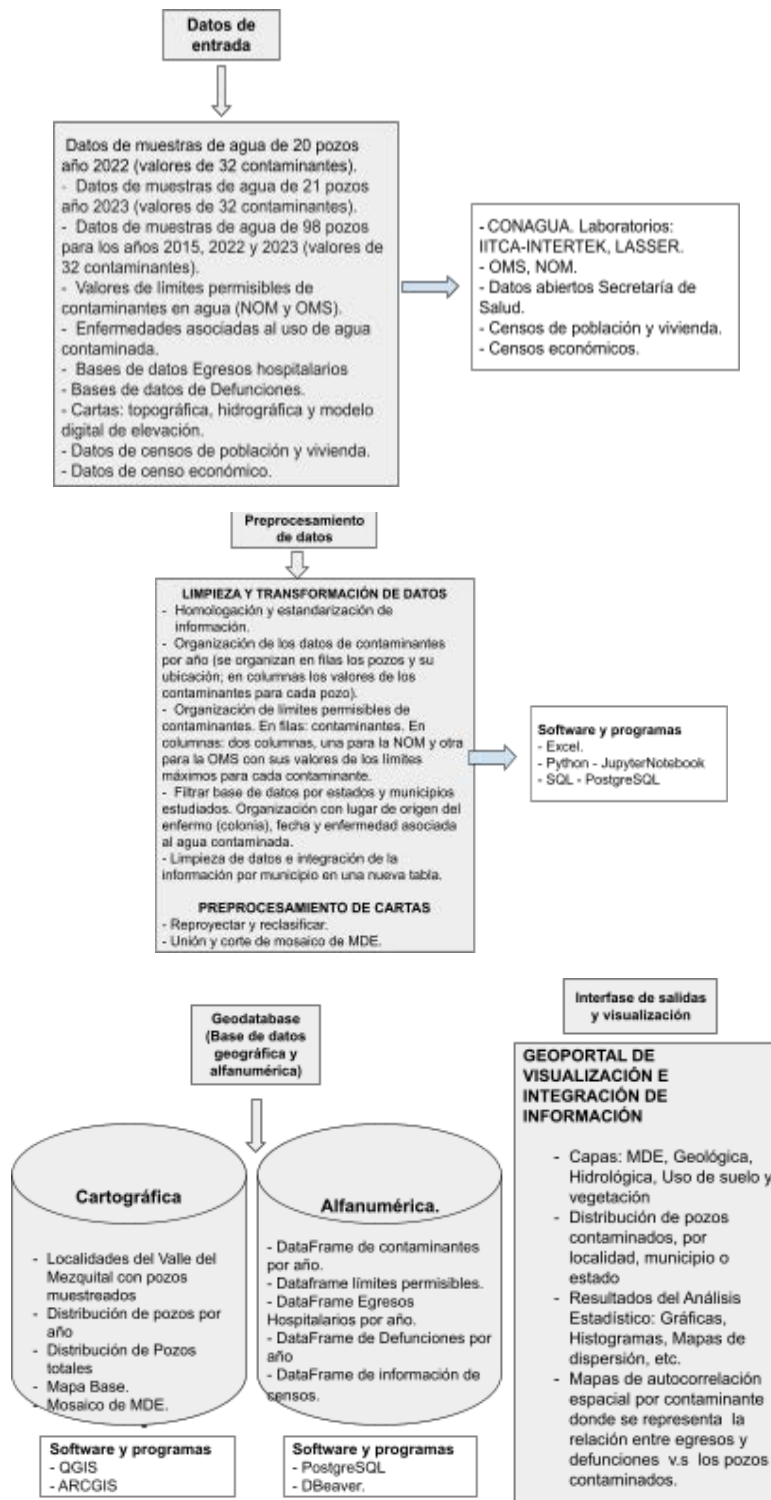 Datos de
entrada
Datos de muestras de agua de 20 pozos
año 2022 (valores de 32 contaminantes).
- Datos de muestras de agua de 21 pozos
año 2023 (valores de 32 contaminantes).
- Datos de muestras de agua de 98 pozos
para los años 2015, 2022 y 2023 (valores de
32 contaminantes).
- Valores de límites permisibles de
contaminantes en agua (NOM y OMS).
- Enfermedades asociadas al uso de agua
contaminada.
- Bases de datos Egresos hospitalarios
- Bases de datos de Defunciones.
- Cartas: topográfica, hidrográfica y modelo
digital de elevación.
- Datos de censos de población y vivienda.
- Datos de censo económico.
- CONAGUA. Laboratorios:
IITCA-INTERTEK, LASSER.
- OMS, NOM.
- Datos abiertos Secretaría de
Salud.
- Censos de población y vivienda.
- Censos económicos.
Preprocesamiento
de datos
LIMPIEZA Y TRANSFORMACIÓN DE DATOS
- Homologación y estandarización de
información.
- Organización de los datos de contaminantes
por año (se organizan en filas los pozos y su
ubicación; en columnas los valores de los
contaminantes para cada pozo).
- Organización de límites permisibles de
contaminantes. En filas: contaminantes. En
columnas: dos columnas, una para la NOM y otra
para la OMS con sus valores de los límites
máximos para cada contaminante.
- Filtrar base de datos por estados y municipios
estudiados. Organización con lugar de origen del
enfermo (colonia), fecha y enfermedad asociada
al agua contaminada.
- Limpieza de datos e integración de la
información por municipio en una nueva tabla.
PREPROCESAMIENTO DE CARTAS
- Reproyectar y reclasificar.
- Unión y corte de mosaico de MDE.
Software y programas
- Excel.
- Python - JupyterNotebook
- SQL - PostgreSQL
Geodatabase
(Base de datos
geográfica y
alfanumérica)
Cartográfica
- Localidades del Valle del
Mezquital con pozos
muestreados
- Distribución de pozos por
año
- Distribución de Pozos
totales
- Mapa Base.
- Mosaico de MDE.
Software y programas
- QGIS
- ARCGIS
Alfanumérica.
- DataFrame de contaminantes
por año.
- Dataframe límites permisibles.
- DataFrame Egresos
Hospitalarios por año.
- DataFrame de Defunciones por
año
- DataFrame de información de
censos.
Software y programas
- PostgreSQL
- DBeaver.
Interfase de salidas
y visualización
GEOPORTAL DE
VISUALIZACIÓN E
INTEGRACIÓN DE
INFORMACIÓN
- Capas: MDE, Geológica,
Hidrológica, Uso de suelo y
vegetación
- Distribución de pozos
contaminados, por
localidad, municipio o
estado
- Resultados del Análisis
Estadístico: Gráficas,
Histogramas, Mapas de
dispersión, etc.
- Mapas de autocorrelación
espacial por contaminante
donde se representa la
relación entre egresos y
defunciones v.s los pozos
contaminados.